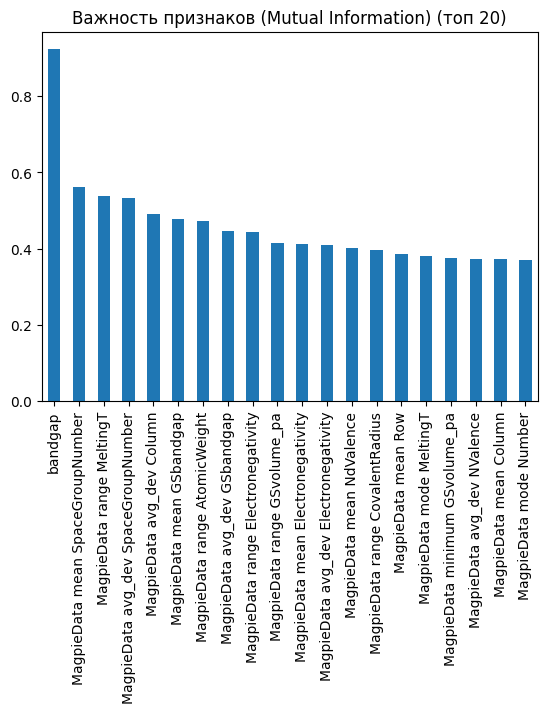 Важность признаков (Mutual Information) (топ 20)
0.8
0.6
0.4
0.2
0.0
bandgap
MagpieData mean SpaceGroupNumber
MagpieData range MeltingT
MagpieData avg_dev SpaceGroupNumber
MagpieData avg_dev Column
MagpieData mean GSbandgap
MagpieData range AtomicWeight
MagpieData avg_dev GSbandgap
MagpieData range Electronegativity
MagpieData range GSvolume_pa
MagpieData mean Electronegativity
MagpieData avg_dev Electronegativity
MagpieData mean NdValence
MagpieData range CovalentRadius
MagpieData mean Row
MagpieData mode MeltingT
MagpieData minimum GSvolume_pa
MagpieData avg_dev NValence
MagpieData mean Column
MagpieData mode Number